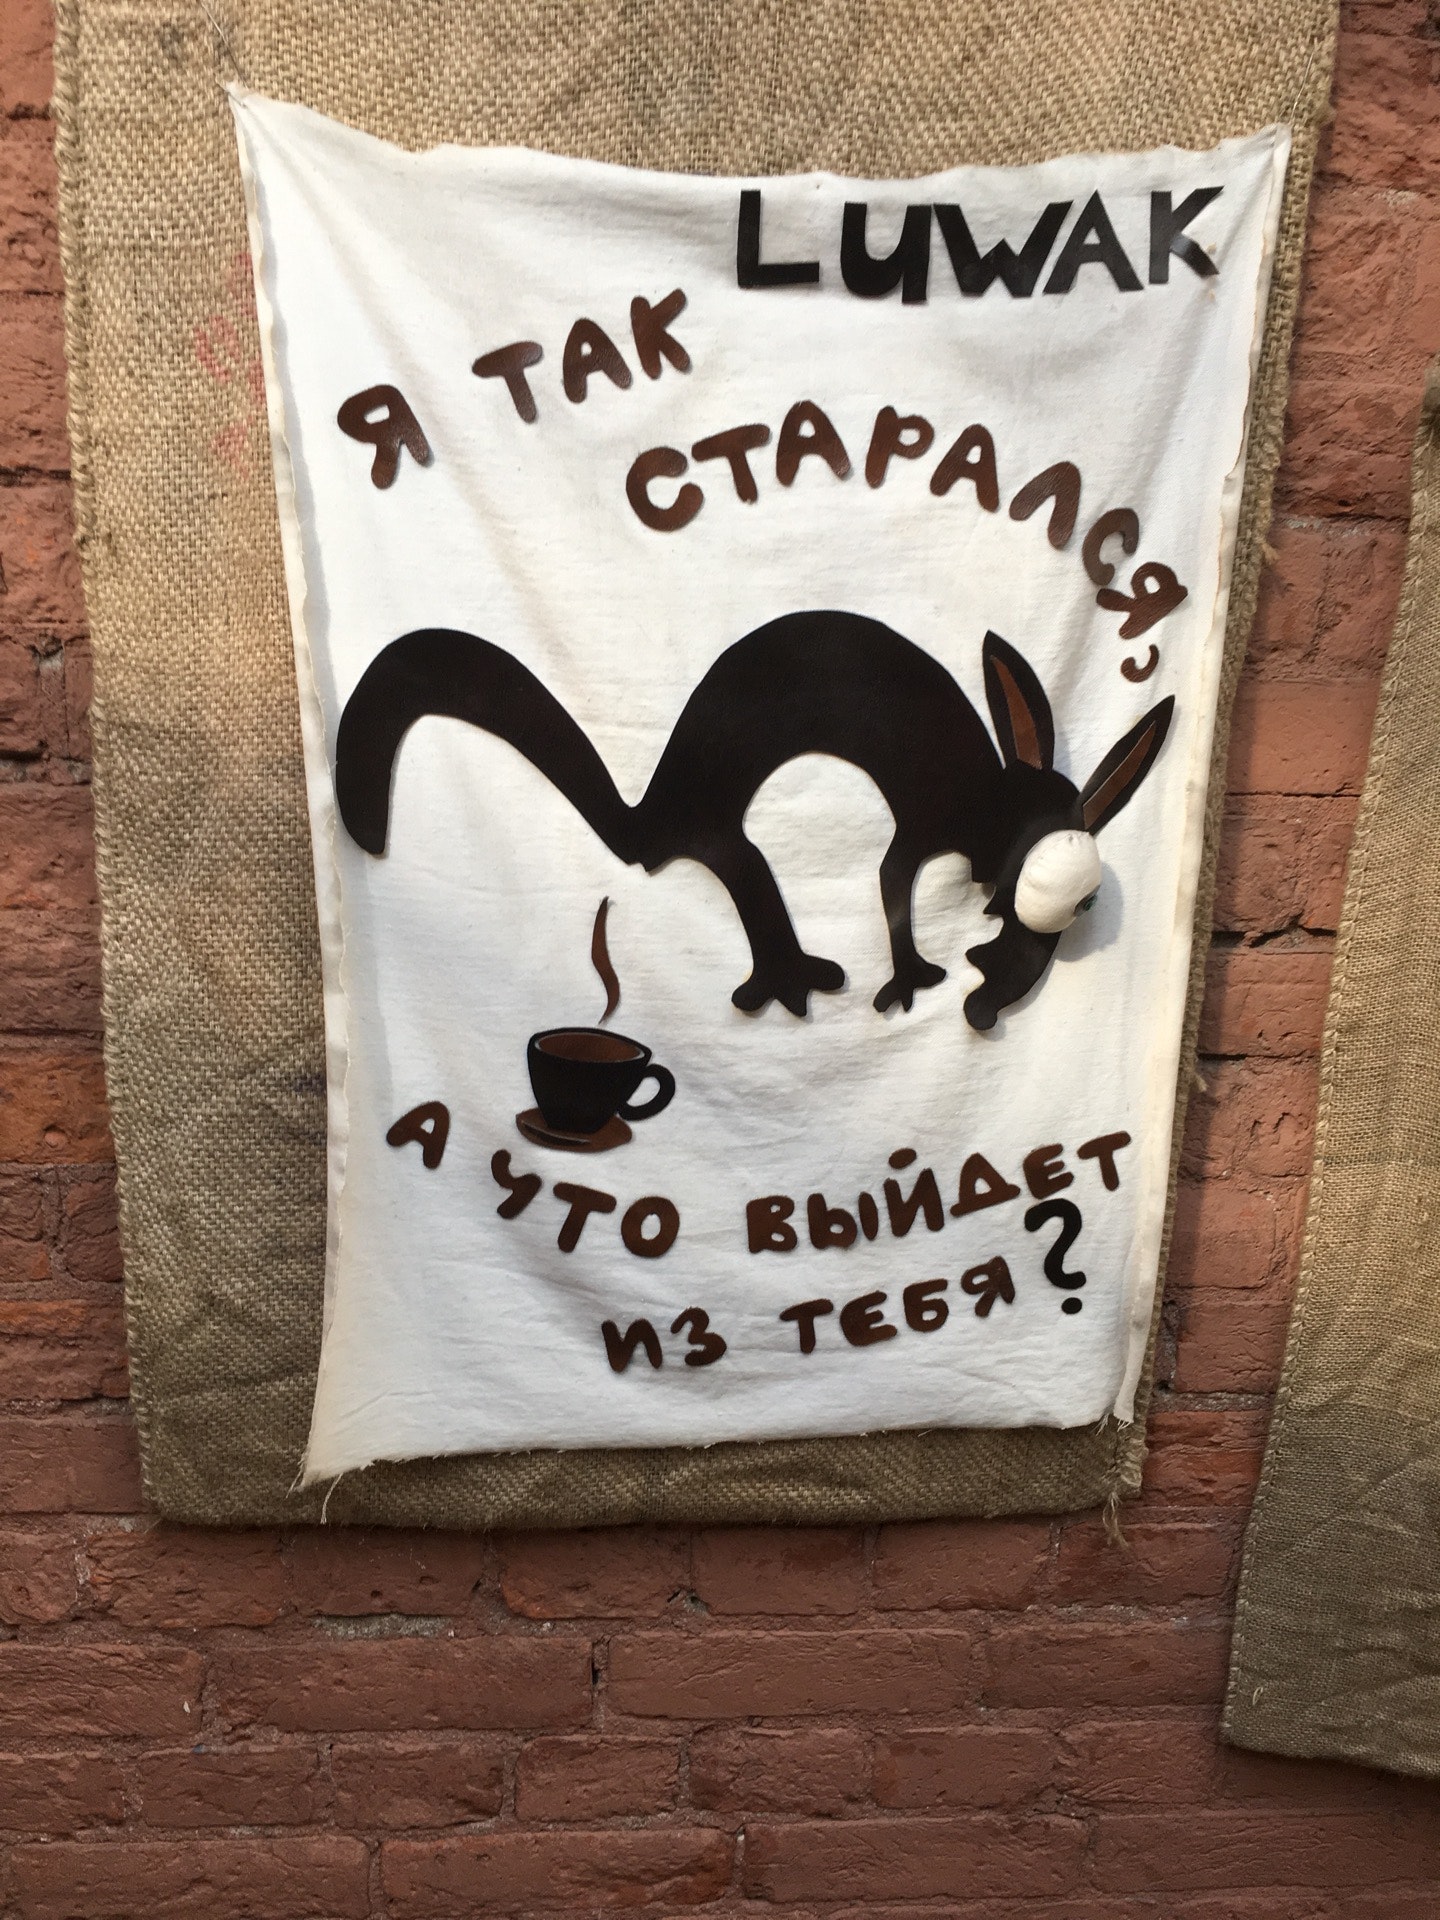 LUWAK
Я ТАК
СТАРАЛСЯ,
А ЧТО ВЫЙДЕТ
ИЗ ТЕБЯ?